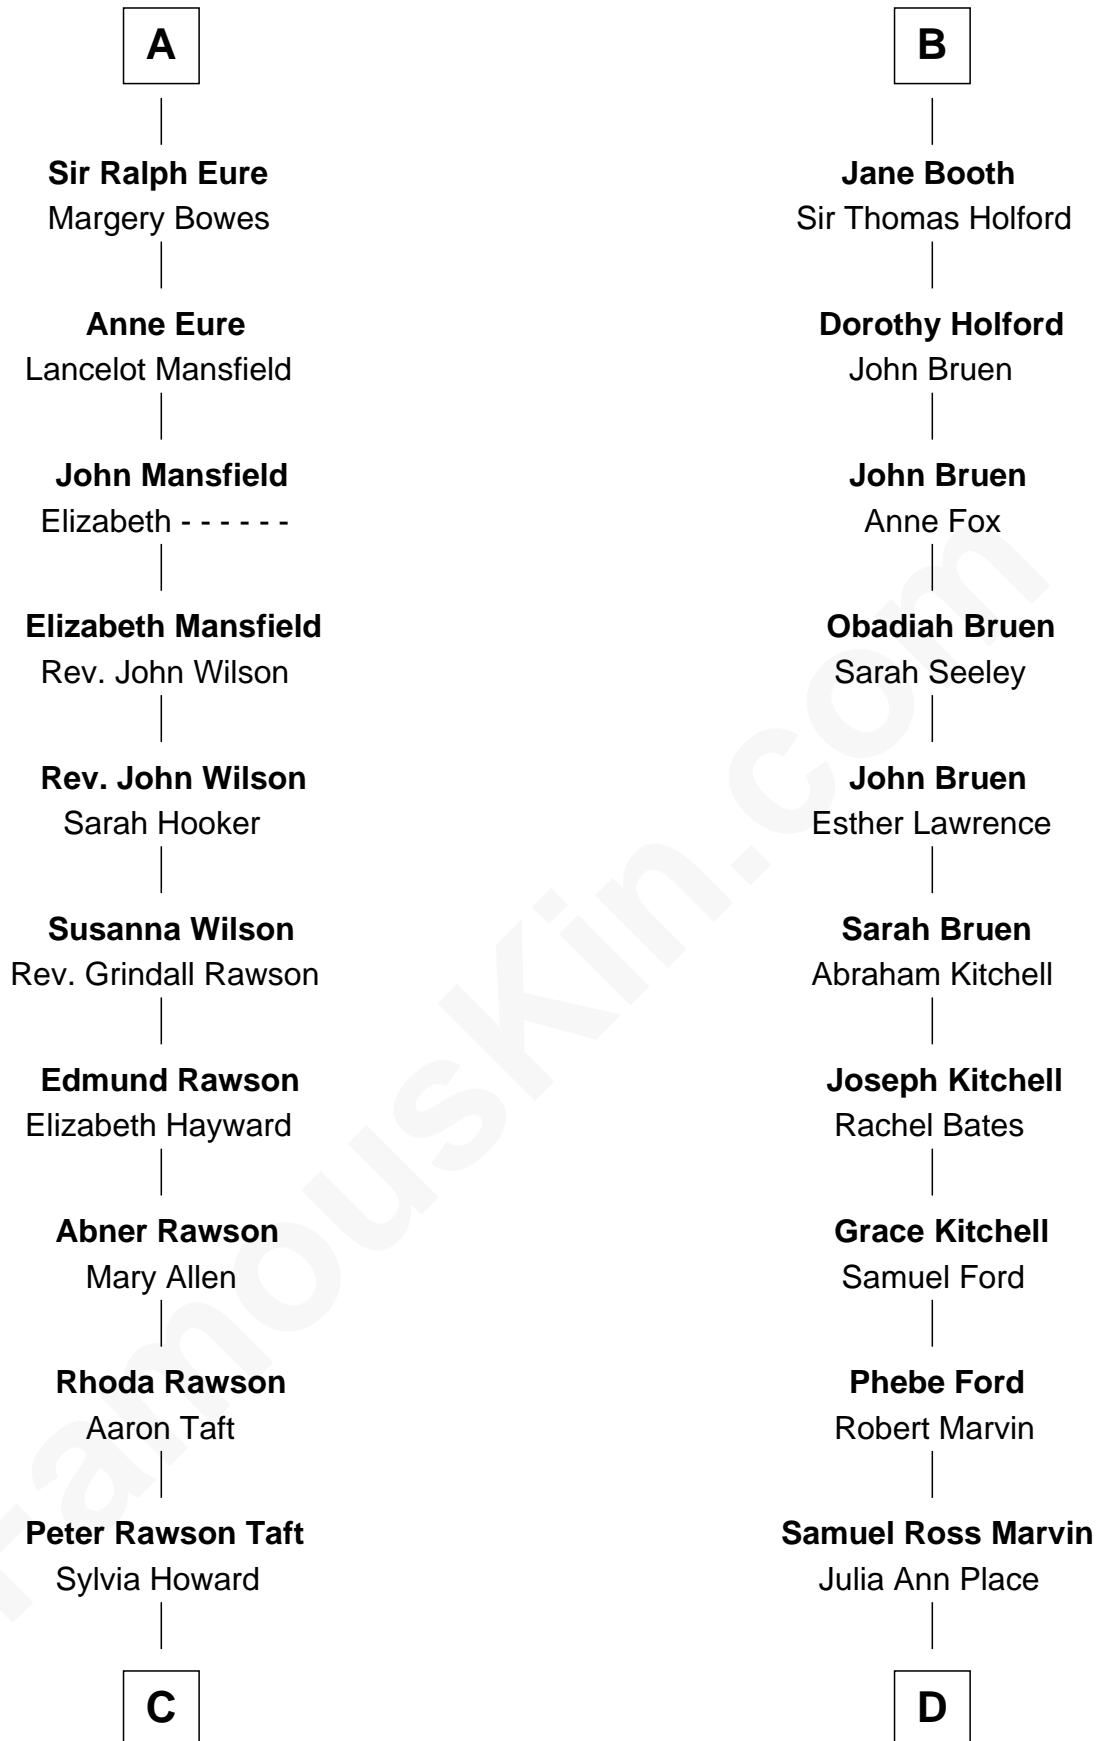 A
Sir Ralph Eure
Margery Bowes
Anne Eure
Lancelot Mansfield
John Mansfield
Elizabeth - - - - - -
Elizabeth Mansfield
Rev. John Wilson
Rev. John Wilson
Sarah Hooker
Susanna Wilson
Rev. Grindall Rawson
Edmund Rawson
Elizabeth Hayward
Abner Rawson
Mary Allen
Rhoda Rawson
Aaron Taft
Peter Rawson Taft
Sylvia Howard
C
B
Jane Booth
Sir Thomas Holford
Dorothy Holford
John Bruen
John Bruen
Anne Fox
Obadiah Bruen
Sarah Seeley
John Bruen
Esther Lawrence
Sarah Bruen
Abraham Kitchell
Joseph Kitchell
Rachel Bates
Grace Kitchell
Samuel Ford
Phebe Ford
Robert Marvin
Samuel Ross Marvin
Julia Ann Place
D
FamousKin.com